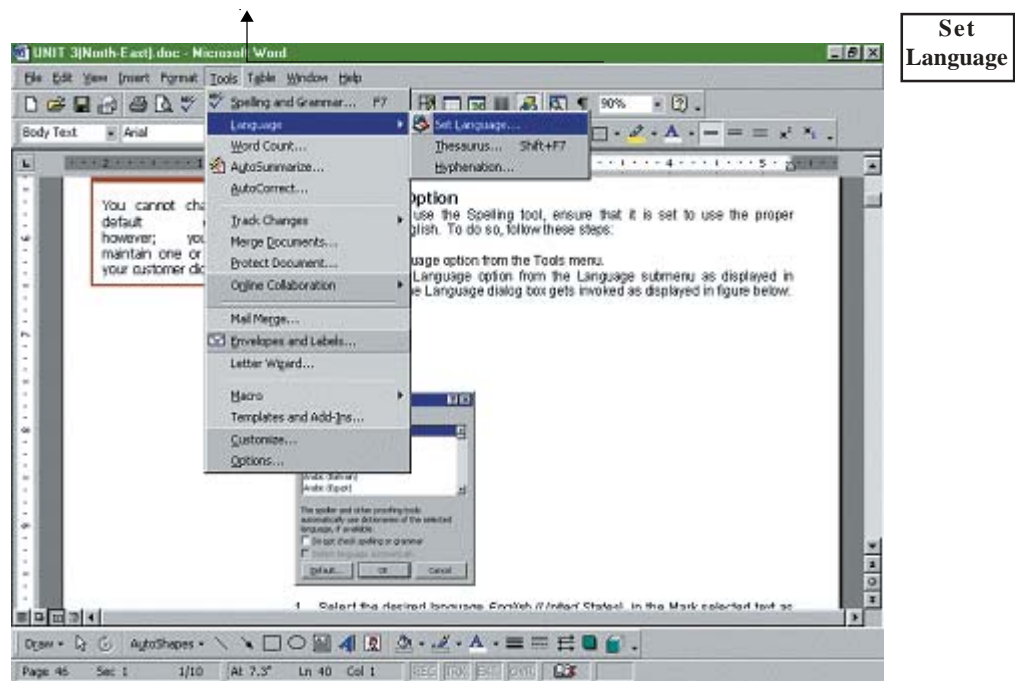 Set
Language
UNIT 3(North-East).doc - Microsoft Word
File Edit View Insert Format Tools Table Window Help
Spelling and Grammar... F7
90%
Body Text Arial
Language
Set Language...
Word Count...
Thesaurus... Shift+F7
AutoSummarize...
Hyphenation...
AutoCorrect...
Track Changes
Merge Documents...
Protect Document...
Online Collaboration
Mail Merge...
Envelopes and Labels...
Letter Wizard...
Macro
Templates and Add-Ins...
Customize...
Options...
You cannot
default
however;
maintain one or
your customer
Option
use the Spelling tool, ensure that it is set to use the proper
To do so, follow these steps:
option from the Tools menu.
Language option from the Language submenu as displayed in
Language dialog box gets invoked as displayed in figure below.
Arabic (Bahrain)
Arabic (Egypt)
The speller and other proofing tools
automatically use dictionaries of the selected
language, if available.
Do not check spelling or grammar
Default... OK Cancel
1. Select the desired language English (United States), in the Mark selected text as
Draw AutoShapes
Page 46 Sec 1 1/10 At 7.3" Ln 40 Col 1 REC TRK EXT OVR